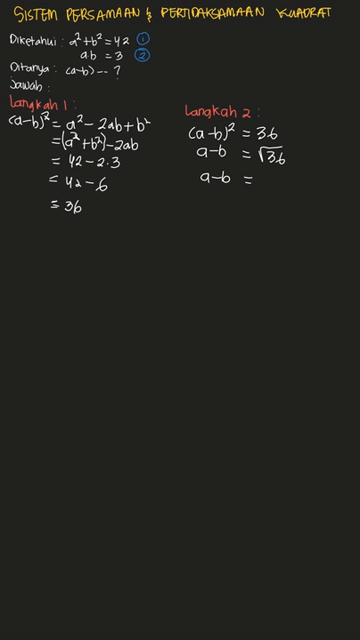 SISTEM PERSAMAAN & PERTIDAKSAMAAN KUADRAT
Diketahui : a² + b² = 42 ①
a.b = 3 ②
Ditanya : (a-b) --- ?
Jawab :
Langkah 1 :
(a-b)² = a² - 2ab + b²
= (a² + b²) - 2ab
= 42 - 2.3
= 42 - 6
= 36
Langkah 2 :
(a-b)² = 36
a-b = √36
a-b =